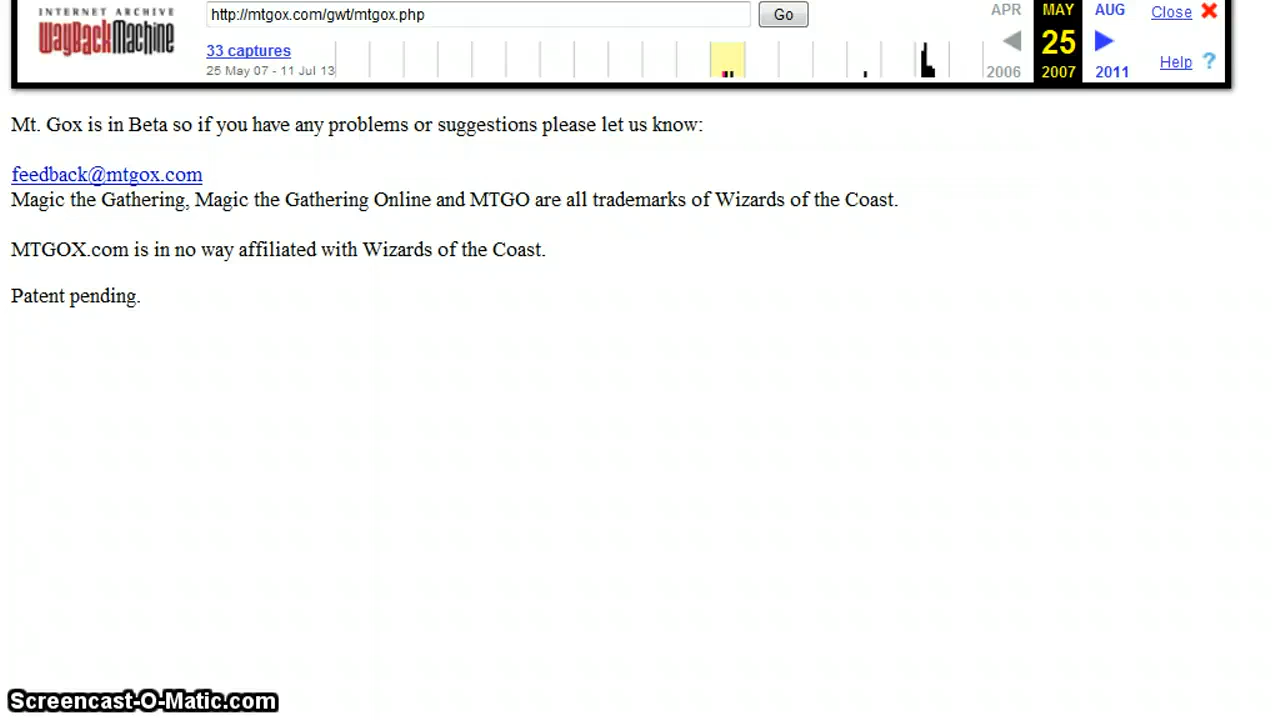 INTERNET ARCHIVE
WayBackMachine
http://mtgox.com/gwt/mtgox.php
Go
33 captures
25 May 07 - 11 Jul 13
APR
MAY
AUG
25
2006
2007
2011
Close
Help ?
Mt. Gox is in Beta so if you have any problems or suggestions please let us know:
feedback@mtgox.com
Magic the Gathering, Magic the Gathering Online and MTGO are all trademarks of Wizards of the Coast.
MTGOX.com is in no way affiliated with Wizards of the Coast.
Patent pending.
Screencast-O-Matic.com